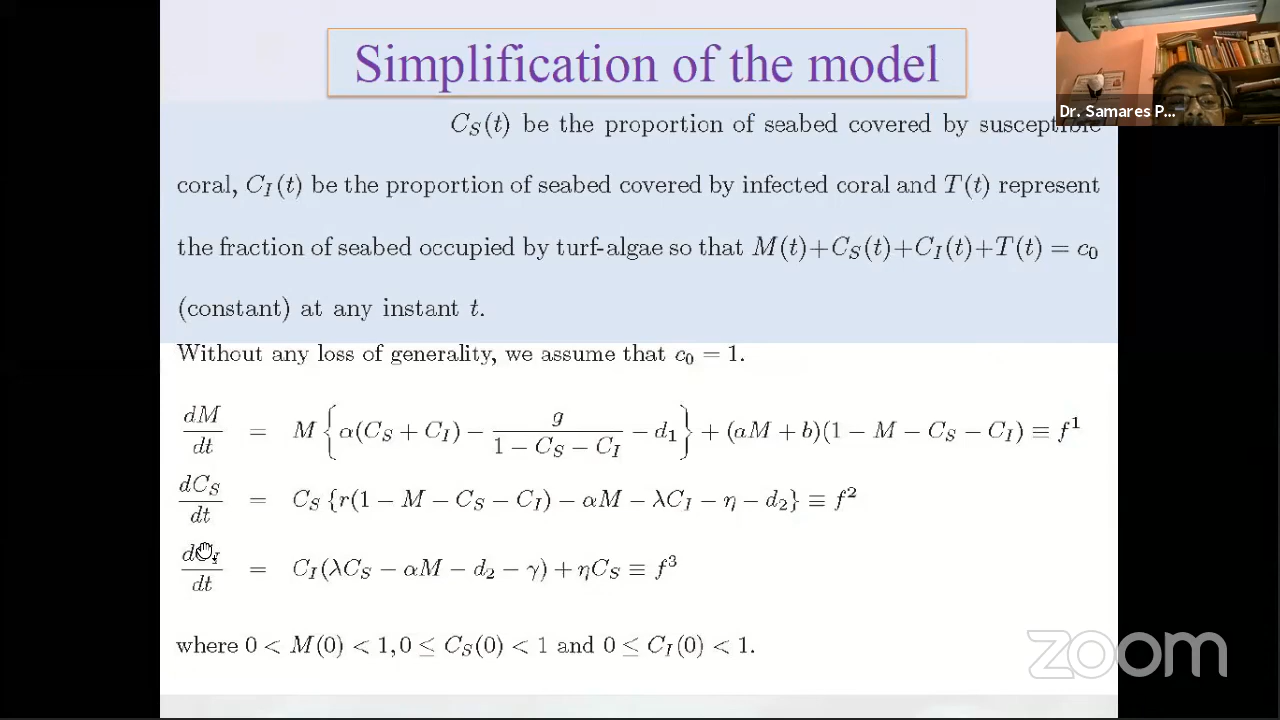 Simplification of the model
Dr. Samares P...
C_S(t) be the proportion of seabed covered by susceptible
coral, C_I(t) be the proportion of seabed covered by infected coral and T(t) represent
the fraction of seabed occupied by turf-algae so that M(t)+C_S(t)+C_I(t)+T(t) = c_0
(constant) at any instant t.
Without any loss of generality, we assume that c_0 = 1.
dM/dt = M { α(C_S + C_I) − g/(1 − C_S − C_I) − d_1 } + (aM + b)(1 − M − C_S − C_I) ≡ f^1
dC_S/dt = C_S {r(1 − M − C_S − C_I) − αM − λC_I − η − d_2} ≡ f^2
dC_I/dt = C_I(λC_S − αM − d_2 − γ) + ηC_S ≡ f^3
where 0 < M(0) < 1, 0 ≤ C_S(0) < 1 and 0 ≤ C_I(0) < 1.
zoom